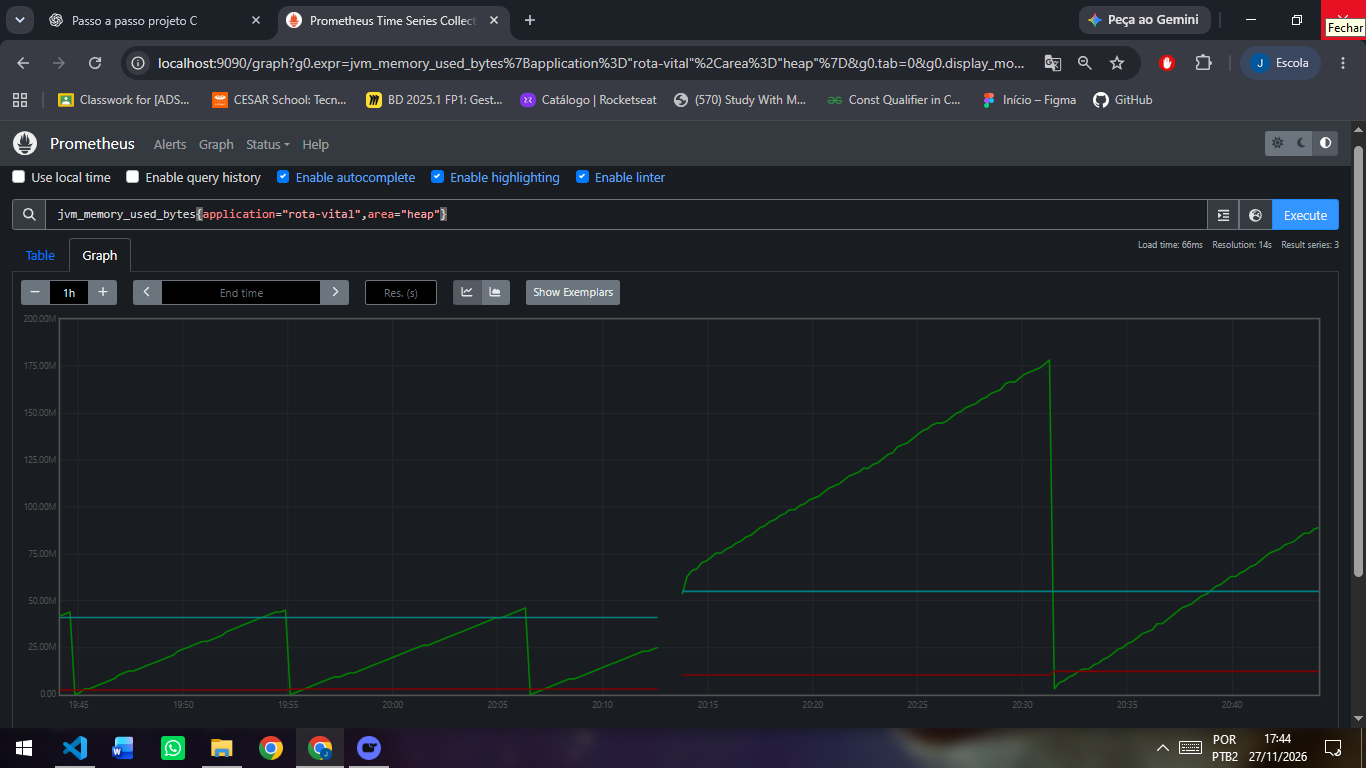 Passo a passo projeto C
Prometheus Time Series Collect
Peça ao Gemini
Fechar
localhost:9090/graph?g0.expr=jvm_memory_used_bytes%7Bapplication%3D"rota-vital"%2Carea%3D"heap"%7D&g0.tab=0&g0.display_mo...
J Escola
Classwork for [ADS...
CESAR School: Tecn...
BD 2025.1 FP1: Gest...
Catálogo | Rocketseat
(570) Study With M...
Const Qualifier in C...
Início – Figma
GitHub
Prometheus Alerts Graph Status Help
Use local time Enable query history Enable autocomplete Enable highlighting Enable linter
jvm_memory_used_bytes{application="rota-vital",area="heap"}
Execute
Load time: 66ms Resolution: 14s Result series: 3
Table Graph
1h End time Res. (s) Show Exemplars
200.00M
175.00M
150.00M
125.00M
100.00M
75.00M
50.00M
25.00M
0.00
19:45 19:50 19:55 20:00 20:05 20:10 20:15 20:20 20:25 20:30 20:35 20:40
POR 17:44
PTB2 27/11/2026